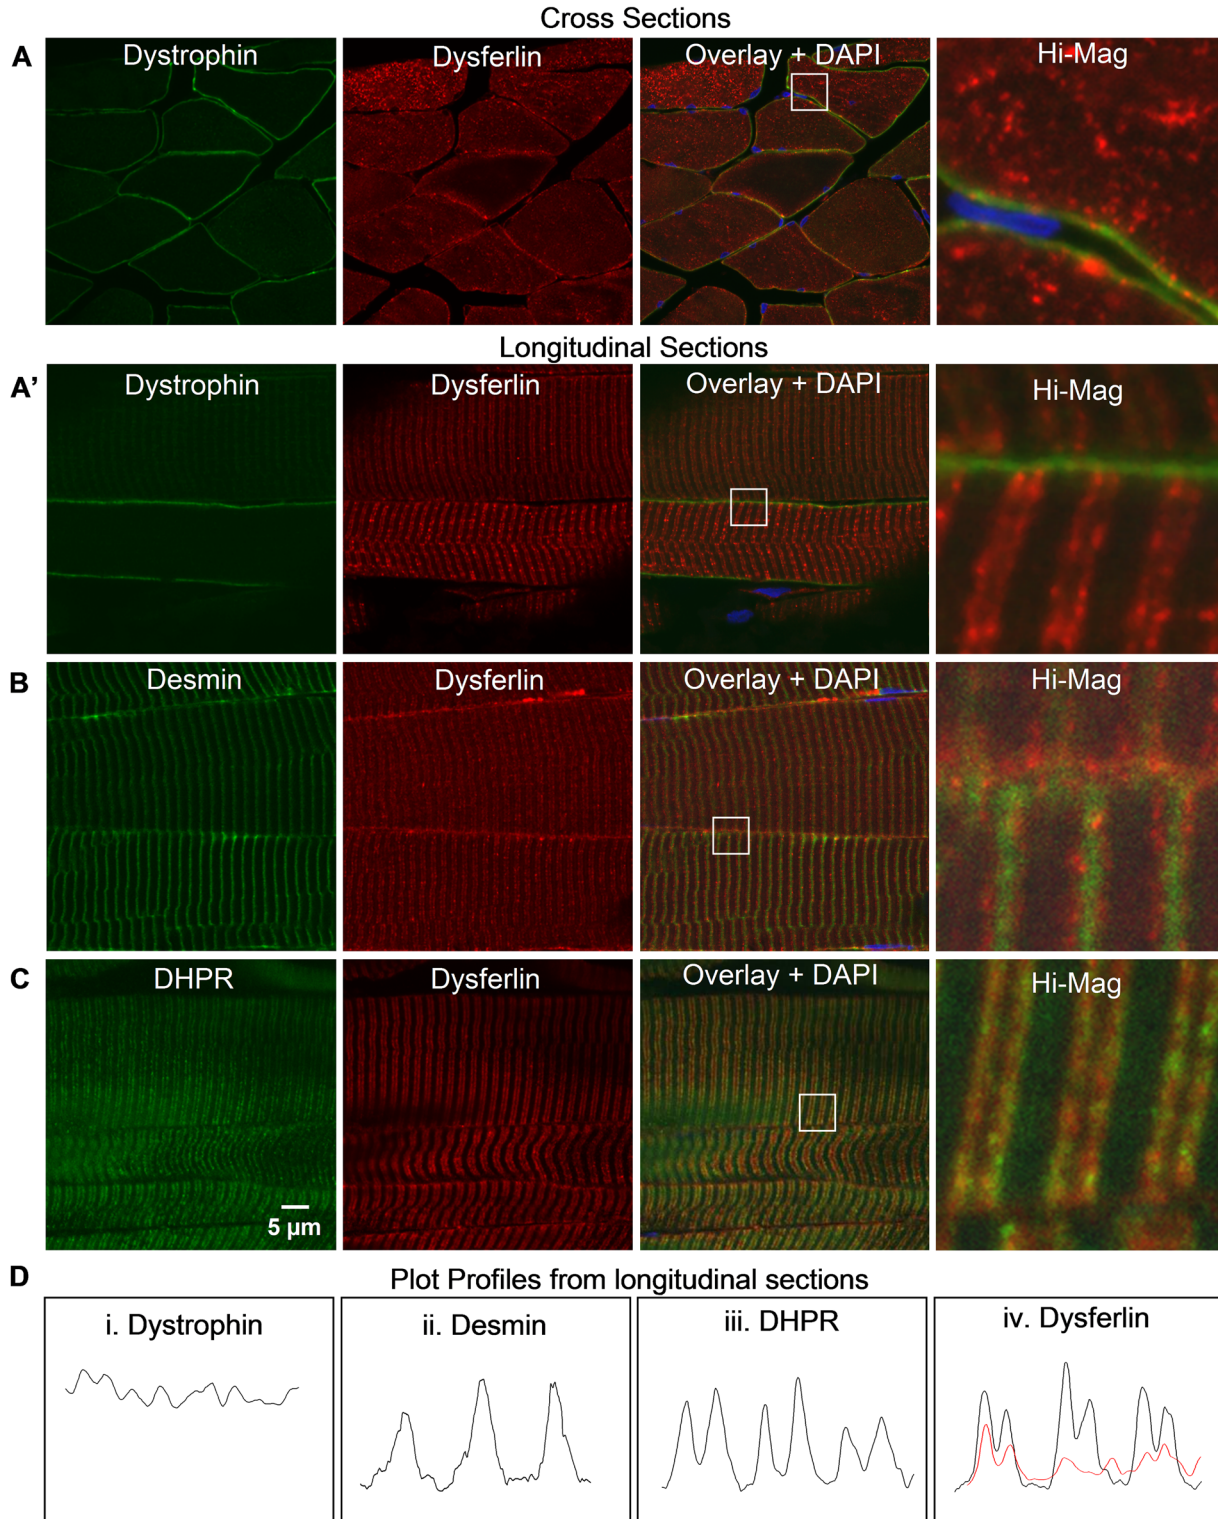 Cross Sections
A
Dystrophin
Dysferlin
Overlay + DAPI
Hi-Mag
Longitudinal Sections
A’
Dystrophin
Dysferlin
Overlay + DAPI
Hi-Mag
B
Desmin
Dysferlin
Overlay + DAPI
Hi-Mag
C
DHPR
Dysferlin
Overlay + DAPI
Hi-Mag
5 µm
D
Plot Profiles from longitudinal sections
i. Dystrophin
ii. Desmin
iii. DHPR
iv. Dysferlin